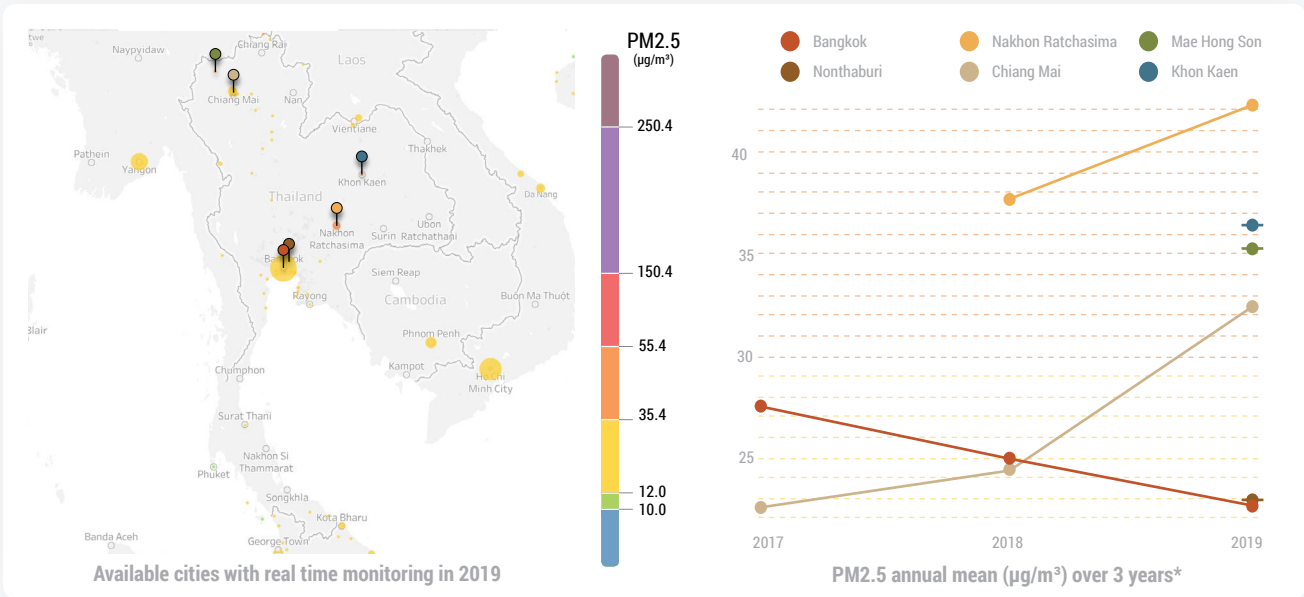 twe
Naypyidaw
Chiang Rai
Laos
Chiang Mai
Nan
Vientiane
Pathein
Yangon
Thakhek
Khon Kaen
Da Nang
Thailand
Nakhon
Ratchasima
Surin
Ubon
Ratchathani
Bangkok
Siem Reap
Rayong
Cambodia
Buôn Ma Thuột
Blair
Phnom Penh
Kampot
Ho Chi
Minh City
Chumphon
Surat Thani
Nakhon Si
Thammarat
Phuket
Songkhla
Kota Bharu
Banda Aceh
George Town
Available cities with real time monitoring in 2019
PM2.5
(µg/m³)
250.4
150.4
55.4
35.4
12.0
10.0
Bangkok
Nakhon Ratchasima
Mae Hong Son
Nonthaburi
Chiang Mai
Khon Kaen
40
35
30
25
2017
2018
2019
PM2.5 annual mean (µg/m³) over 3 years*